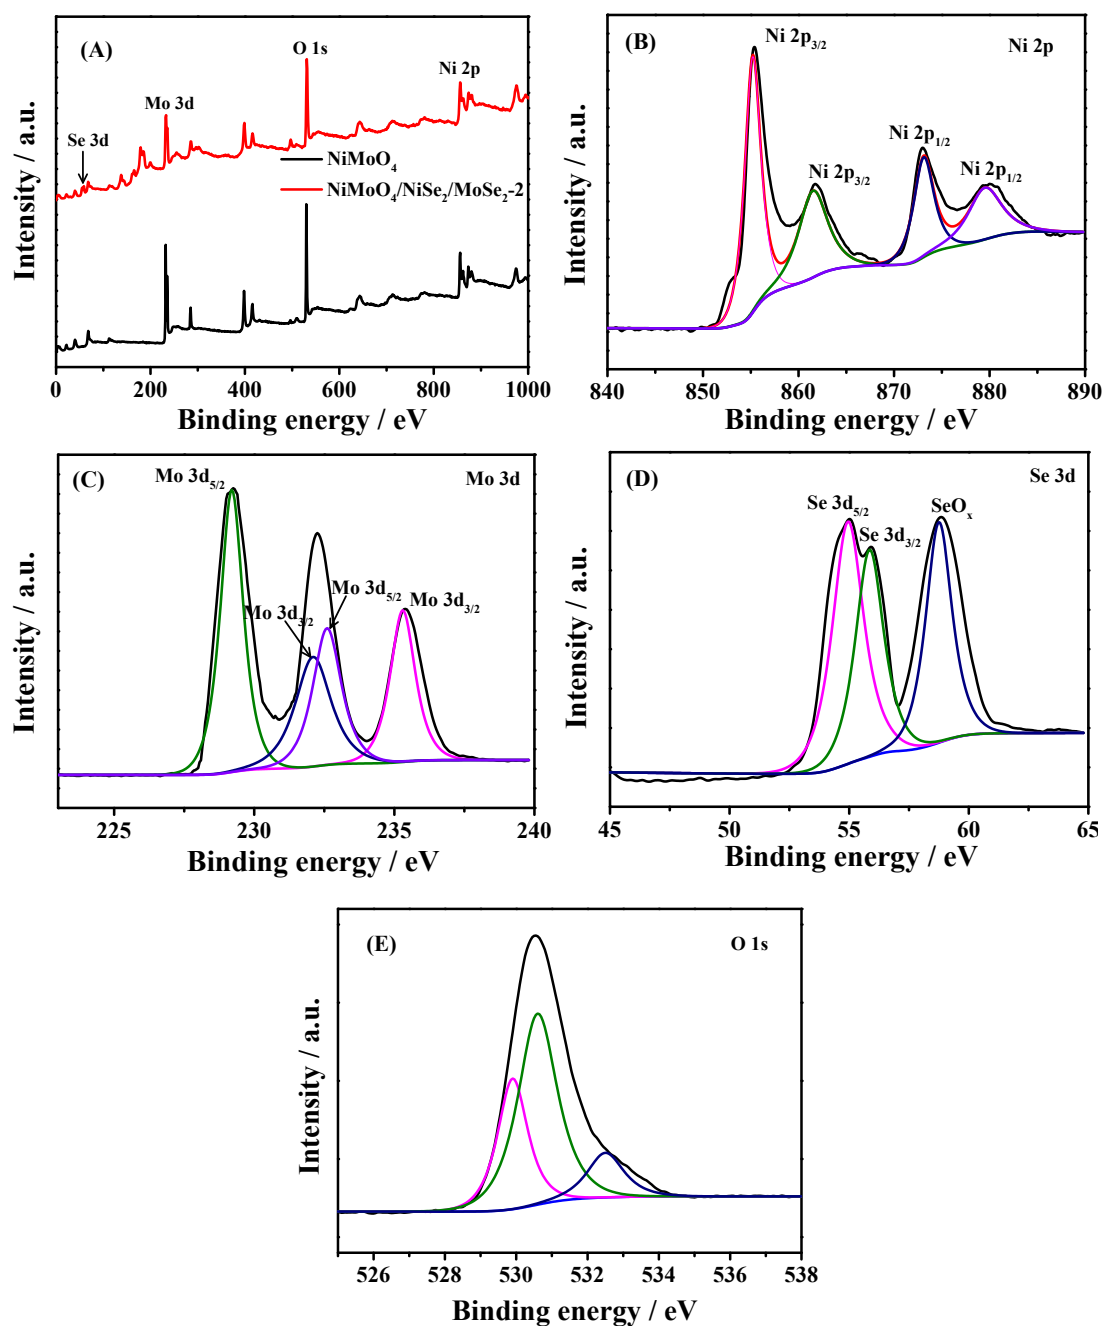 (A)
O 1s
Ni 2p
Mo 3d
Se 3d
NiMoO₄
NiMoO₄/NiSe₂/MoSe₂-2
Intensity / a.u.
0 200 400 600 800 1000
Binding energy / eV
(B)
Ni 2p
Ni 2p₃/₂
Ni 2p₃/₂
Ni 2p₁/₂
Ni 2p₁/₂
Intensity / a.u.
840 850 860 870 880 890
Binding energy / eV
(C)
Mo 3d
Mo 3d₅/₂
Mo 3d₃/₂
Mo 3d₅/₂
Mo 3d₃/₂
Intensity / a.u.
225 230 235 240
Binding energy / eV
(D)
Se 3d
Se 3d₅/₂
Se 3d₃/₂
SeOₓ
Intensity / a.u.
45 50 55 60 65
Binding energy / eV
(E)
O 1s
Intensity / a.u.
526 528 530 532 534 536 538
Binding energy / eV